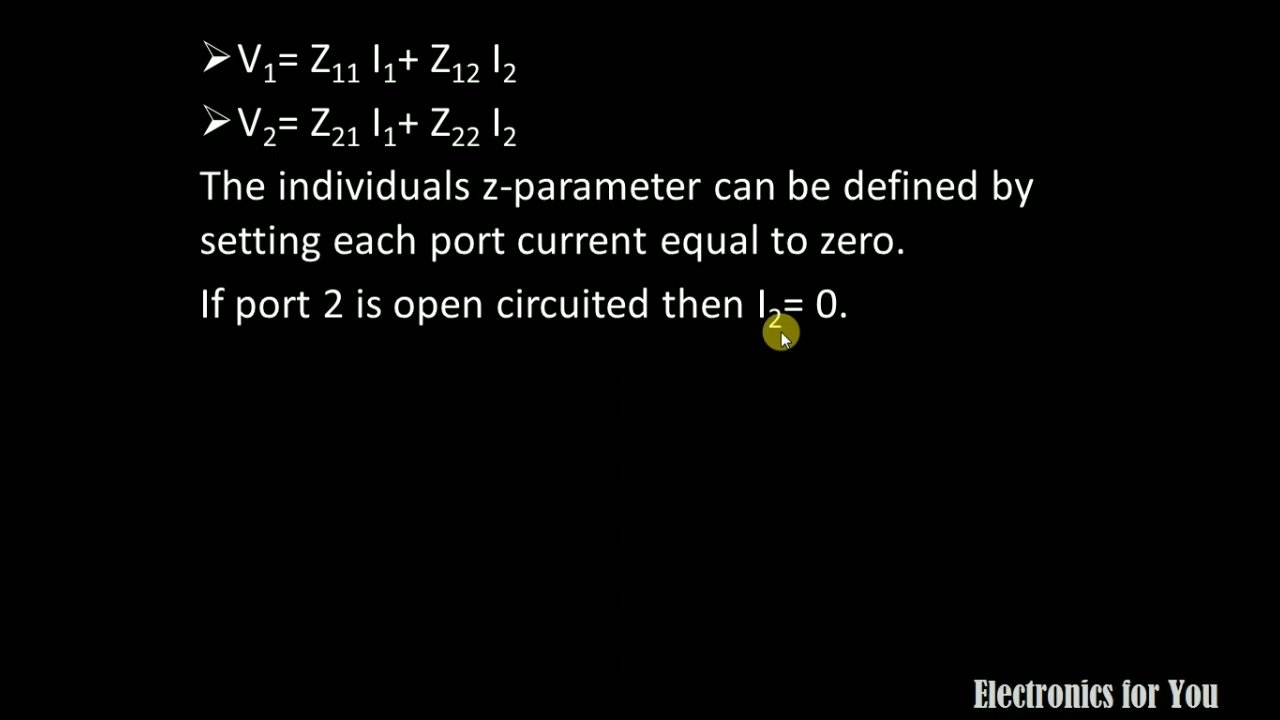 ➢V₁= Z₁₁ I₁+ Z₁₂ I₂
➢V₂= Z₂₁ I₁+ Z₂₂ I₂
The individuals z-parameter can be defined by
setting each port current equal to zero.
If port 2 is open circuited then I₂= 0.
Electronics for You